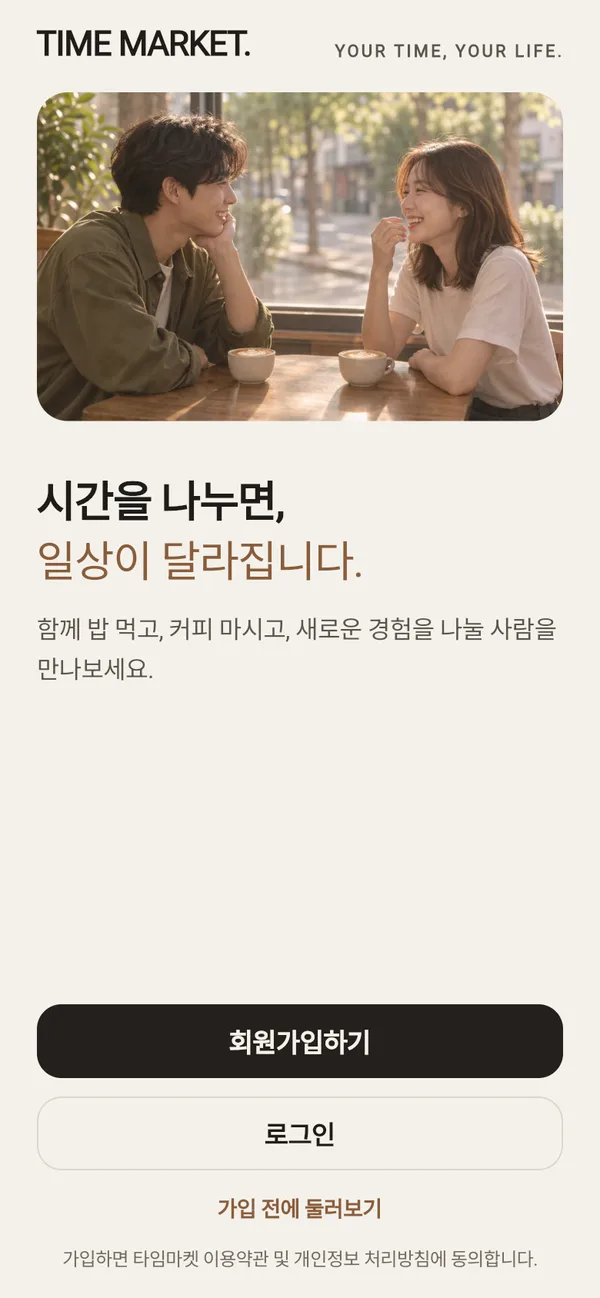 TIME MARKET.
YOUR TIME, YOUR LIFE.
시간을 나누면,
일상이 달라집니다.
함께 밥 먹고, 커피 마시고, 새로운 경험을 나눌 사람을
만나보세요.
회원가입하기
로그인
가입 전에 둘러보기
가입하면 타임마켓 이용약관 및 개인정보 처리방침에 동의합니다.